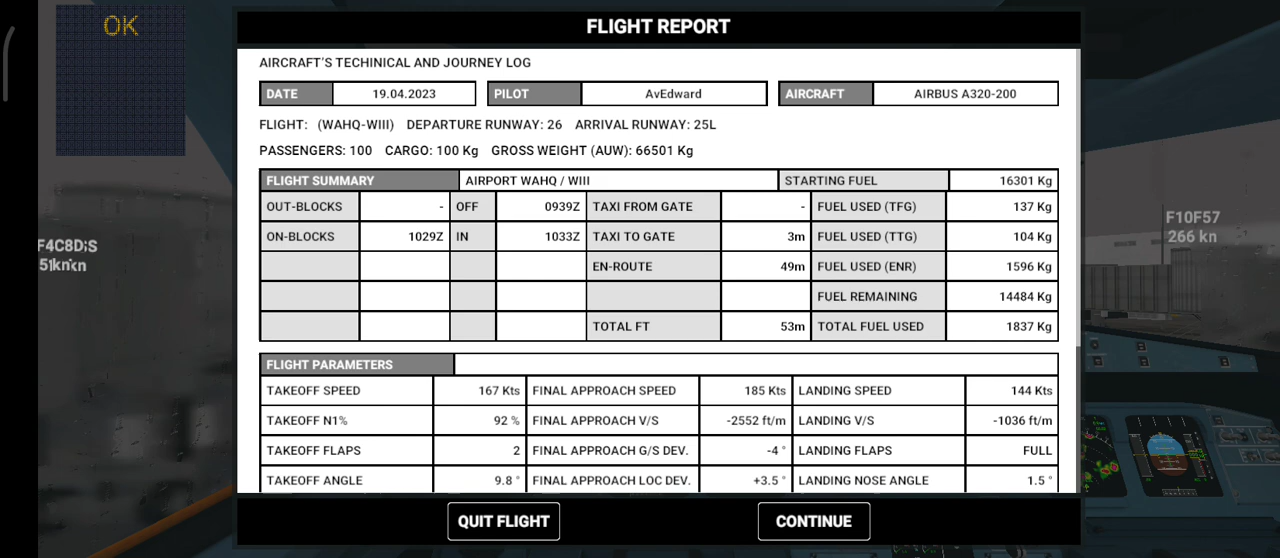 OK
FLIGHT REPORT
AIRCRAFT'S TECHINICAL AND JOURNEY LOG
DATE 19.04.2023 PILOT AvEdward AIRCRAFT AIRBUS A320-200
FLIGHT: (WAHQ-WIII) DEPARTURE RUNWAY: 26 ARRIVAL RUNWAY: 25L
PASSENGERS: 100 CARGO: 100 Kg GROSS WEIGHT (AUW): 66501 Kg
FLIGHT SUMMARY AIRPORT WAHQ / WIII STARTING FUEL 16301 Kg
OUT-BLOCKS - OFF 0939Z TAXI FROM GATE - FUEL USED (TFG) 137 Kg
ON-BLOCKS 1029Z IN 1033Z TAXI TO GATE 3m FUEL USED (TTG) 104 Kg
EN-ROUTE 49m FUEL USED (ENR) 1596 Kg
FUEL REMAINING 14484 Kg
TOTAL FT 53m TOTAL FUEL USED 1837 Kg
FLIGHT PARAMETERS
TAKEOFF SPEED 167 Kts FINAL APPROACH SPEED 185 Kts LANDING SPEED 144 Kts
TAKEOFF N1% 92 % FINAL APPROACH V/S -2552 ft/m LANDING V/S -1036 ft/m
TAKEOFF FLAPS 2 FINAL APPROACH G/S DEV. -4 ° LANDING FLAPS FULL
TAKEOFF ANGLE 9.8 ° FINAL APPROACH LOC DEV. +3.5 ° LANDING NOSE ANGLE 1.5 °
QUIT FLIGHT CONTINUE
F10F57
266 kn